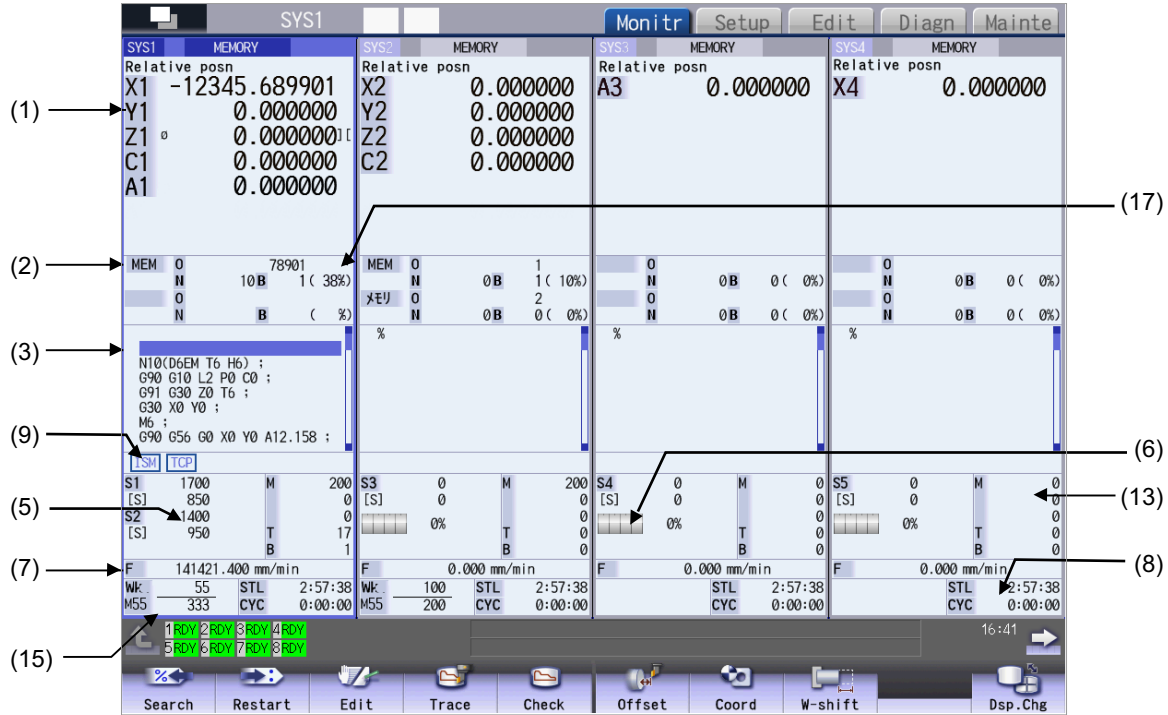 SYS1
Monitr Setup Edit Diagn Mainte
SYS1 MEMORY
Relative posn
X1 -12345.689901
Y1 0.000000
Z1 ø 0.000000][
C1 0.000000
A1 0.000000
MEM O 78901
N 10 B 1( 38%)
O
N B ( %)
N10(D6EM T6 H6) ;
G90 G10 L2 P0 C0 ;
G91 G30 Z0 T6 ;
G30 X0 Y0 ;
M6 ;
G90 G56 G0 X0 Y0 A12.158 ;
ISM TCP
S1 1700 M 200
[S] 850 0
S2 1400 0
[S] 950 T 17
B 1
F 141421.400 mm/min
Wk. 55 STL 2:57:38
M55 333 CYC 0:00:00
SYS2 MEMORY
Relative posn
X2 0.000000
Y2 0.000000
Z2 0.000000
C2 0.000000
MEM O 1
N 0 B 1( 10%)
メモリ O 2
N 0 B 0( 0%)
%
S3 0 M 200
[S] 0 0
0% 0
T 0
B 0
F 0.000 mm/min
Wk. 100 STL 2:57:38
M55 200 CYC 0:00:00
SYS3 MEMORY
Relative posn
A3 0.000000
O
N 0 B 0( 0%)
O
N 0 B 0( 0%)
%
S4 0 M 0
[S] 0 0
0% 0
T 0
B 0
F 0.000 mm/min
STL 2:57:38
CYC 0:00:00
SYS4 MEMORY
Relative posn
X4 0.000000
O
N 0 B 0( 0%)
O
N 0 B 0( 0%)
%
S5 0 M 0
[S] 0 0
0% 0
T 0
B 0
F 0.000 mm/min
STL 2:57:38
CYC 0:00:00
1RDY 2RDY 3RDY 4RDY
5RDY 6RDY 7RDY 8RDY
16:41
Search Restart Edit Trace Check Offset Coord W-shift Dsp.Chg
(1)
(2)
(3)
(9)
(5)
(7)
(15)
(17)
(6)
(13)
(8)